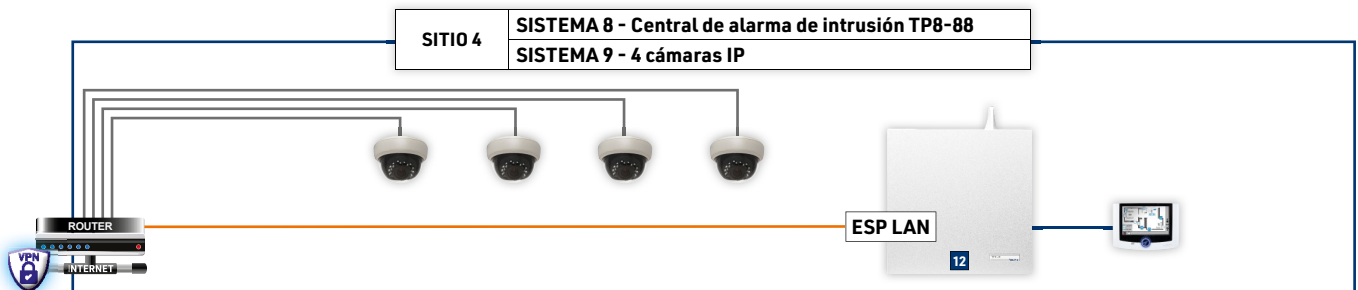 SITIO 4
SISTEMA 8 - Central de alarma de intrusión TP8-88
SISTEMA 9 - 4 cámaras IP
ROUTER
VPN
INTERNET
ESP LAN
12